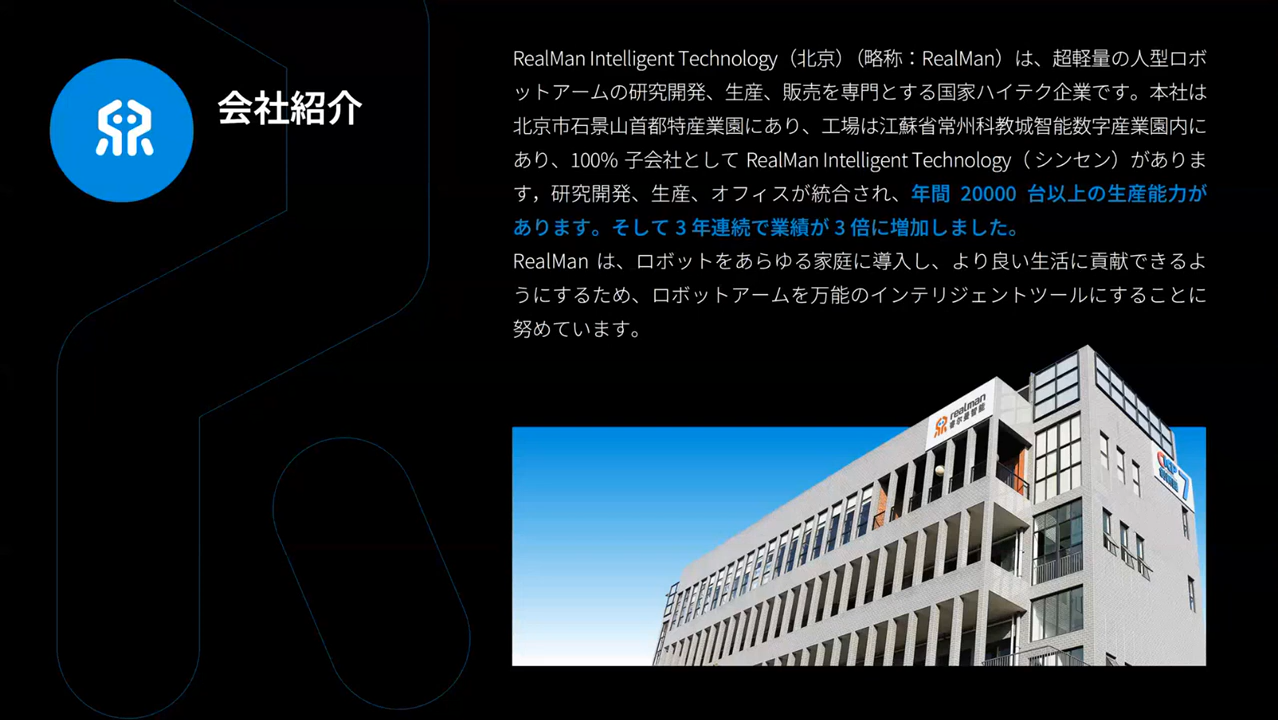 会社紹介
RealMan Intelligent Technology（北京）（略称：RealMan）は、超軽量の人型ロボ
ットアームの研究開発、生産、販売を専門とする国家ハイテク企業です。本社は
北京市石景山首都特産業園にあり、工場は江蘇省常州科教城智能数字産業園内に
あり、100% 子会社として RealMan Intelligent Technology（シンセン）がありま
す，研究開発、生産、オフィスが統合され、年間 20000 台以上の生産能力が
あります。そして 3 年連続で業績が 3 倍に増加しました。
RealMan は、ロボットをあらゆる家庭に導入し、より良い生活に貢献できるよ
うにするため、ロボットアームを万能のインテリジェントツールにすることに
努めています。
realman
睿尔曼智能
7